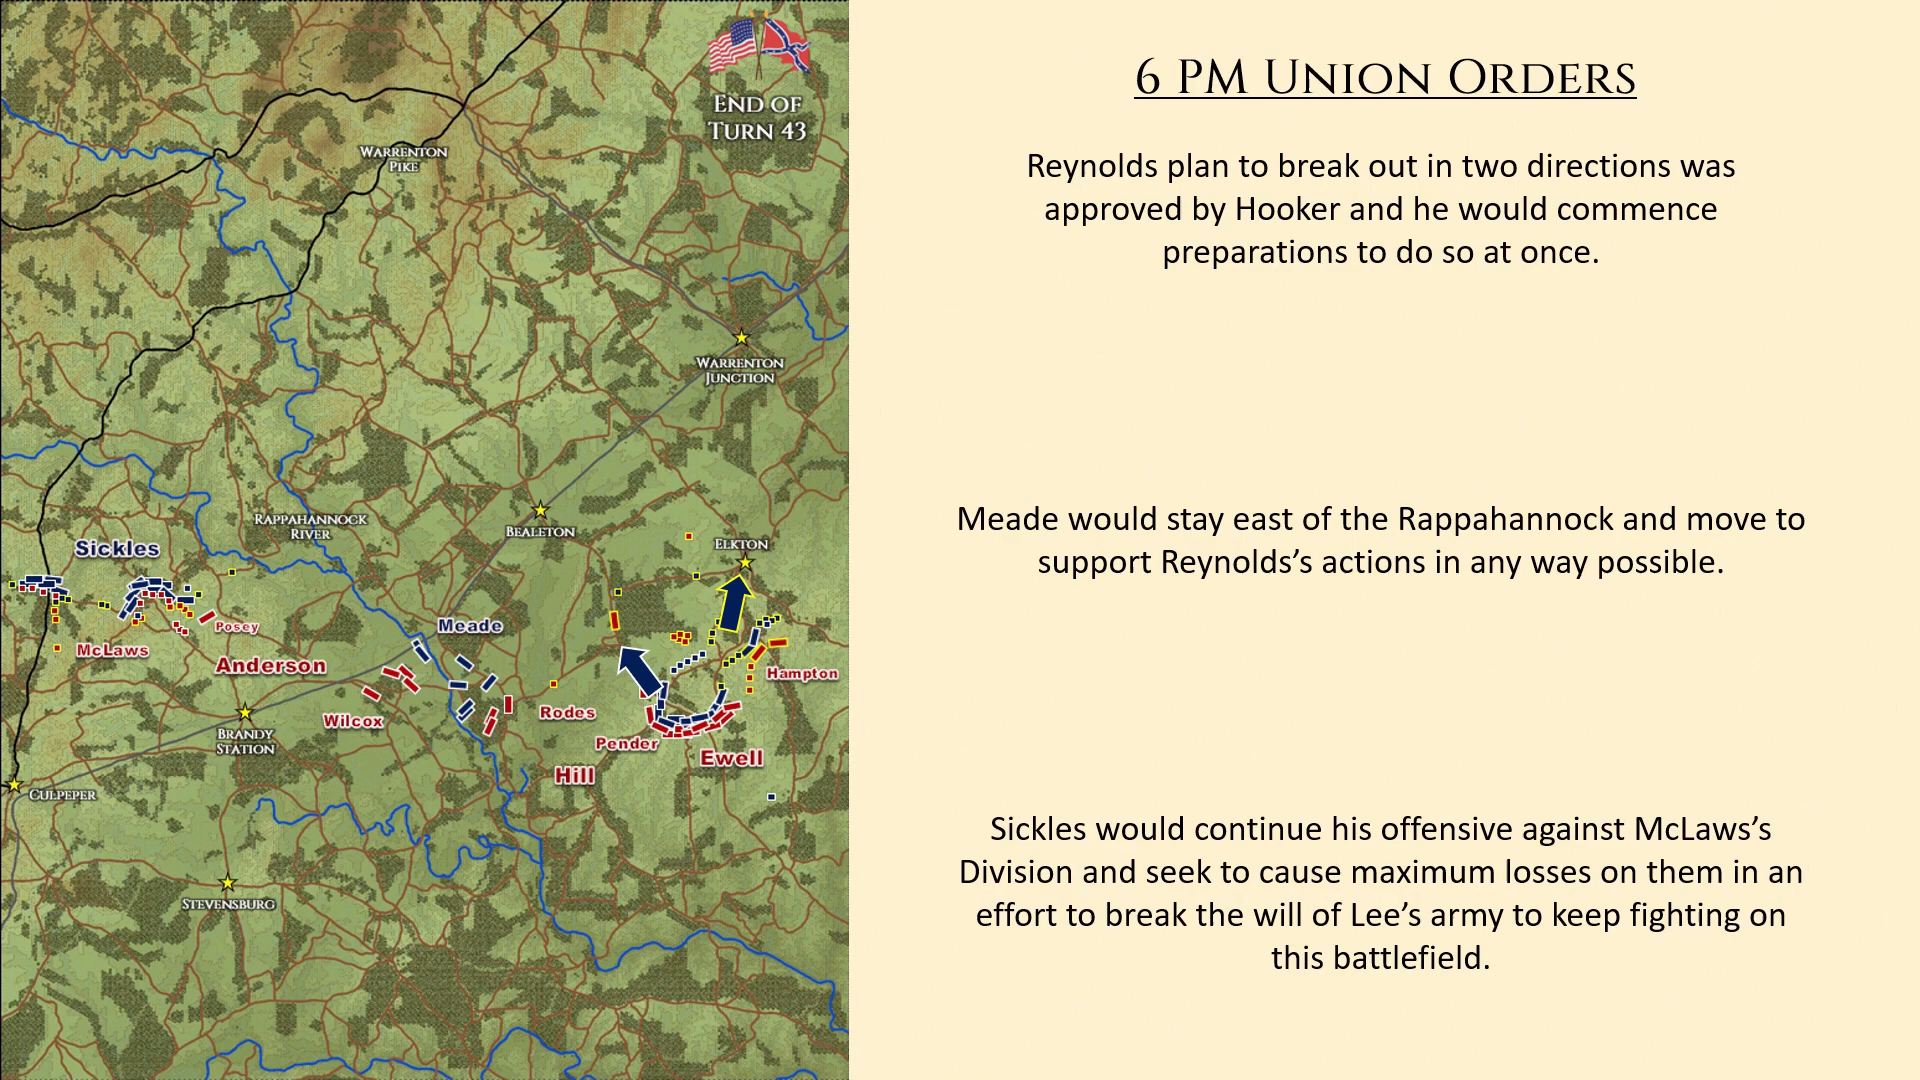 END OF
TURN 43
WARRENTON
PIKE
WARRENTON
JUNCTION
RAPPAHANNOCK
RIVER
BEALETON
ELKTON
Sickles
Posey
McLaws
Anderson
Meade
Hampton
Wilcox
Rodes
BRANDY
STATION
Pender
Ewell
Hill
CULPEPER
STEVENSBURG
6 PM UNION ORDERS
Reynolds plan to break out in two directions was
approved by Hooker and he would commence
preparations to do so at once.
Meade would stay east of the Rappahannock and move to
support Reynolds’s actions in any way possible.
Sickles would continue his offensive against McLaws’s
Division and seek to cause maximum losses on them in an
effort to break the will of Lee’s army to keep fighting on
this battlefield.